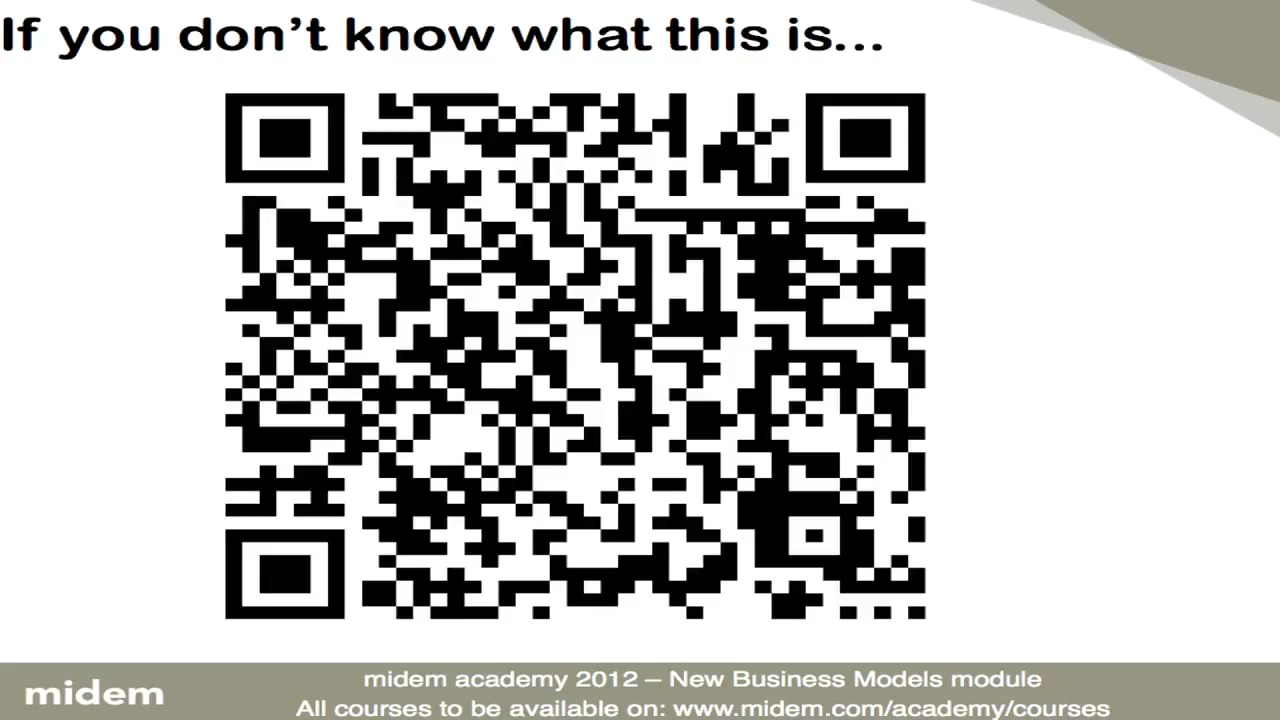 If you don’t know what this is...
midem
midem academy 2012 – New Business Models module
All courses to be available on: www.midem.com/academy/courses